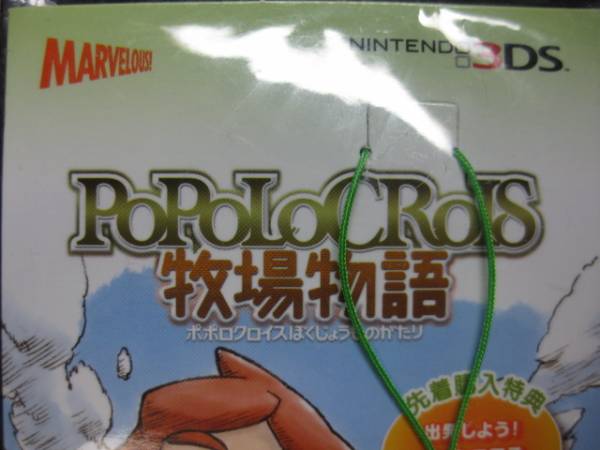 MARVELOUS!
NINTENDO 3DS™
POPOLOCROIS
牧場物語
ポポロクロイスぼくじょうものがたり
先着購入特典
出発しよう!